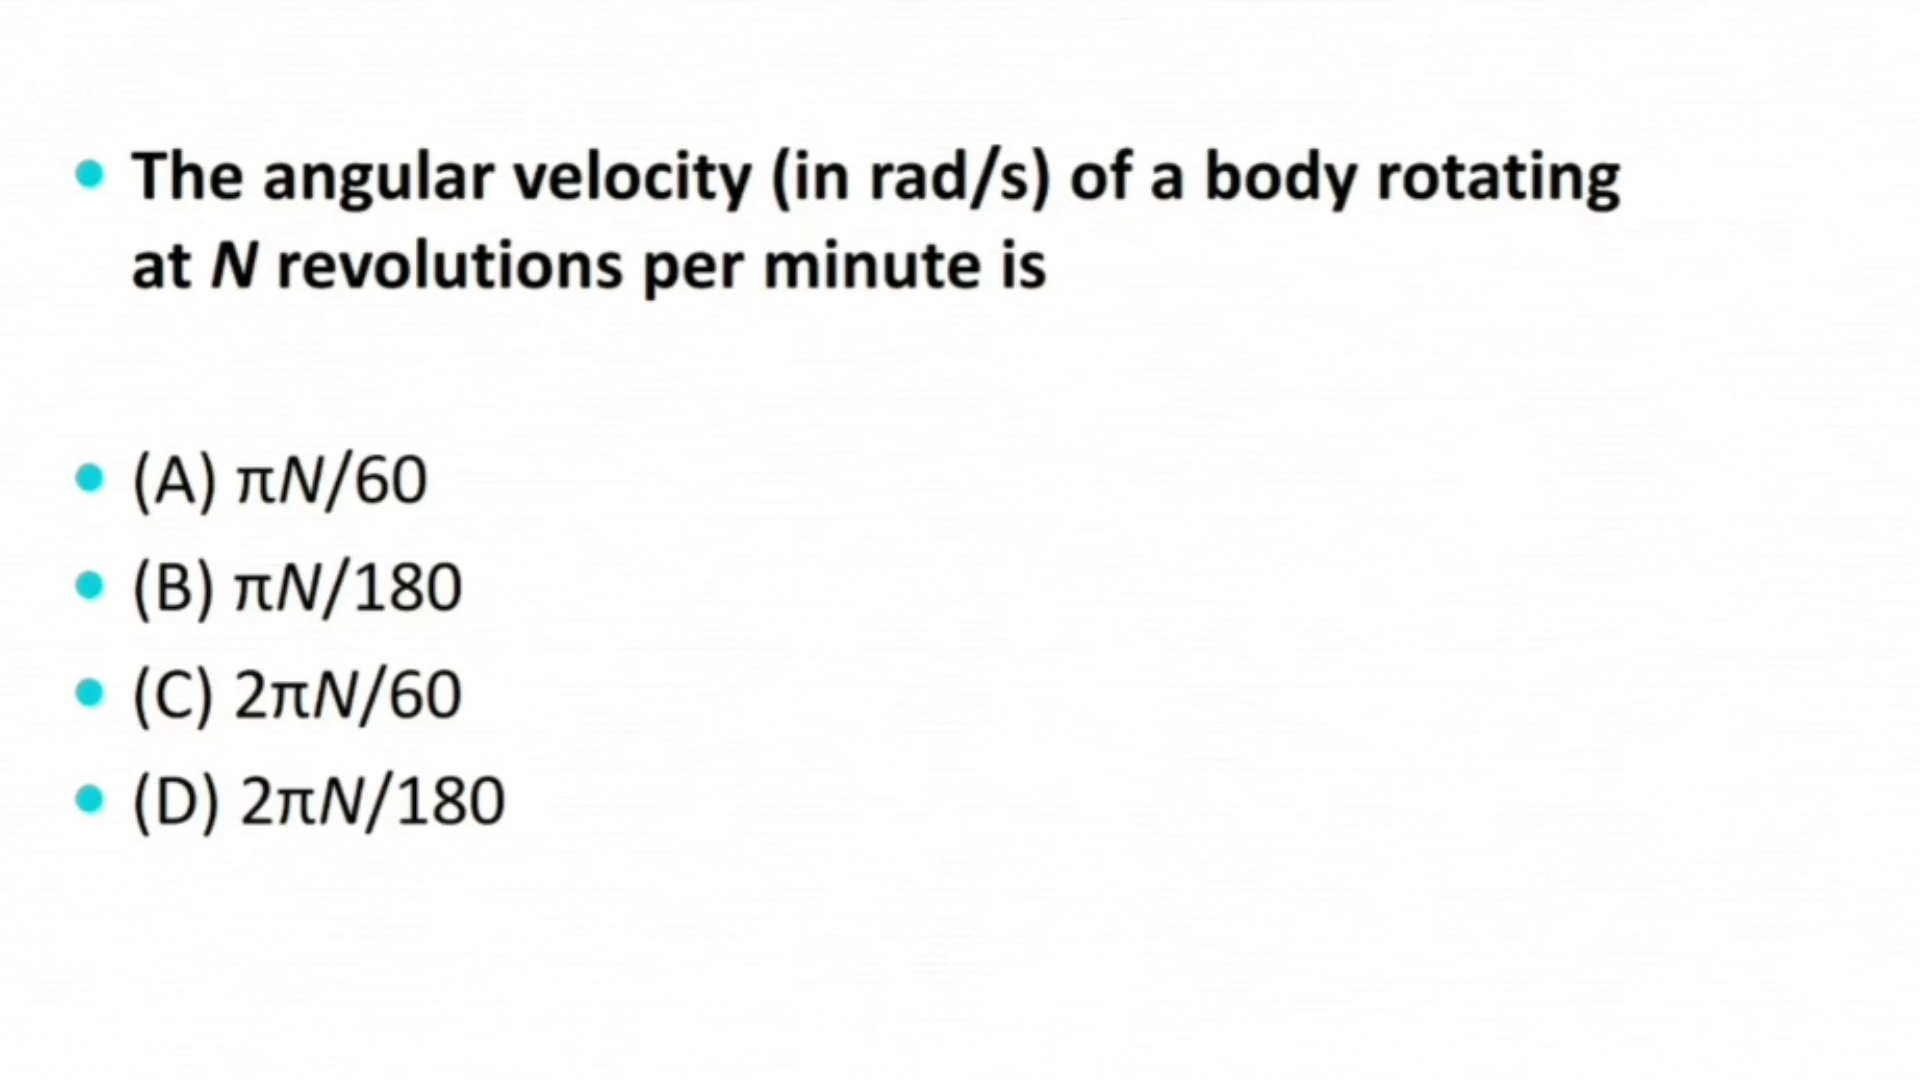 • The angular velocity (in rad/s) of a body rotating
at N revolutions per minute is
• (A) πN/60
• (B) πN/180
• (C) 2πN/60
• (D) 2πN/180